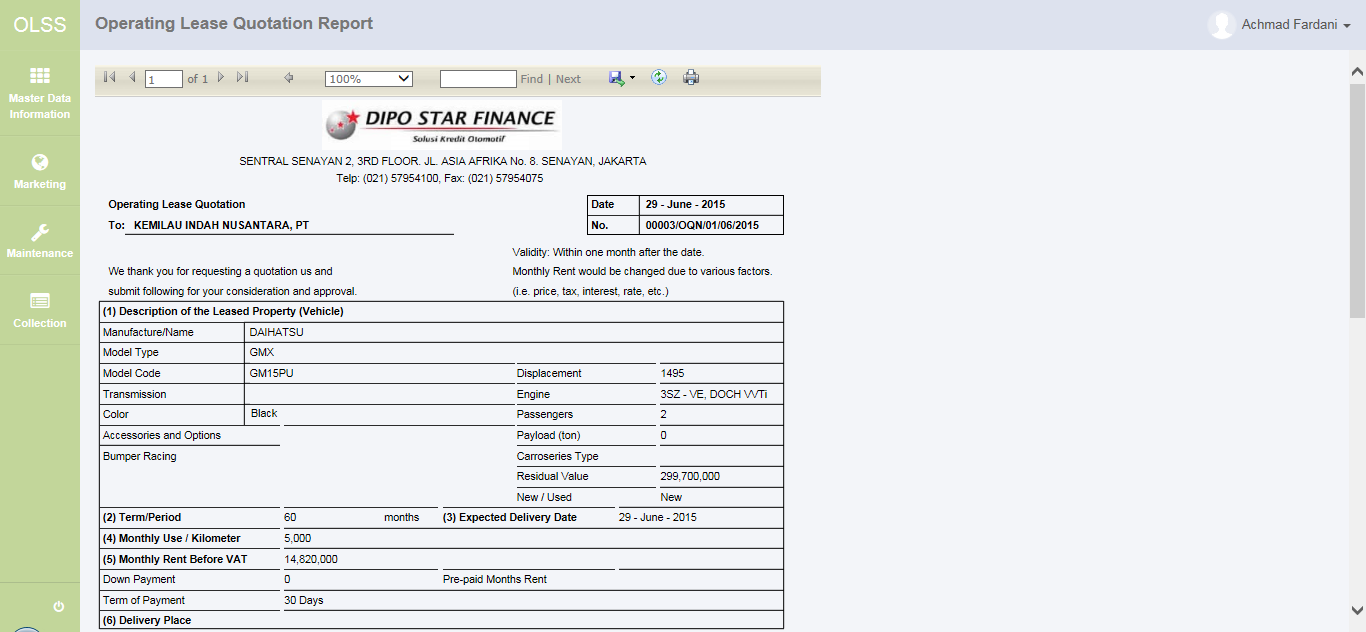 OLSS
Operating Lease Quotation Report
Achmad Fardani
Master Data
Information
Marketing
Maintenance
Collection
1 of 1 100% Find | Next
DIPO STAR FINANCE
Solusi Kredit Otomotif
SENTRAL SENAYAN 2, 3RD FLOOR. JL. ASIA AFRIKA No. 8. SENAYAN, JAKARTA
Telp: (021) 57954100, Fax: (021) 57954075
Operating Lease Quotation
Date 29 - June - 2015
To: KEMILAU INDAH NUSANTARA, PT
No. 00003/OQN/01/06/2015
Validity: Within one month after the date.
We thank you for requesting a quotation us and
Monthly Rent would be changed due to various factors.
submit following for your consideration and approval.
(i.e. price, tax, interest, rate, etc.)
(1) Description of the Leased Property (Vehicle)
Manufacture/Name DAIHATSU
Model Type GMX
Model Code GM15PU Displacement 1495
Transmission Engine 3SZ - VE, DOCH VVTi
Color Black Passengers 2
Accessories and Options Payload (ton) 0
Bumper Racing Carroseries Type
Residual Value 299,700,000
New / Used New
(2) Term/Period 60 months (3) Expected Delivery Date 29 - June - 2015
(4) Monthly Use / Kilometer 5,000
(5) Monthly Rent Before VAT 14,820,000
Down Payment 0 Pre-paid Months Rent
Term of Payment 30 Days
(6) Delivery Place